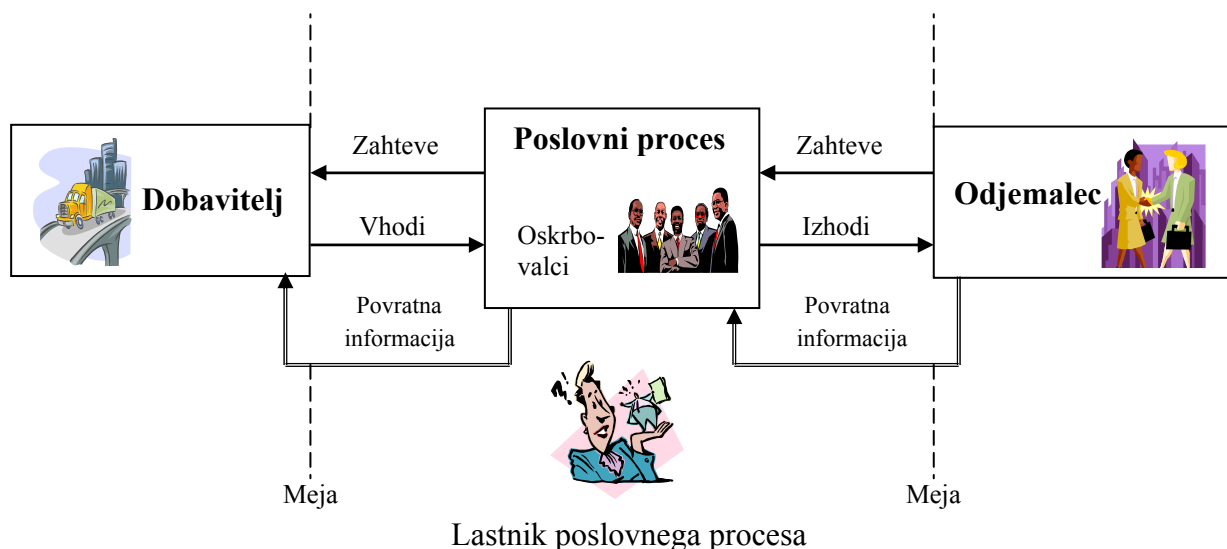 Zahteve
Poslovni proces
Zahteve
Dobavitelj
Odjemalec
Vhodi
Oskrbo-
valci
Izhodi
Povratna
informacija
Povratna
informacija
Meja
Meja
Lastnik poslovnega procesa